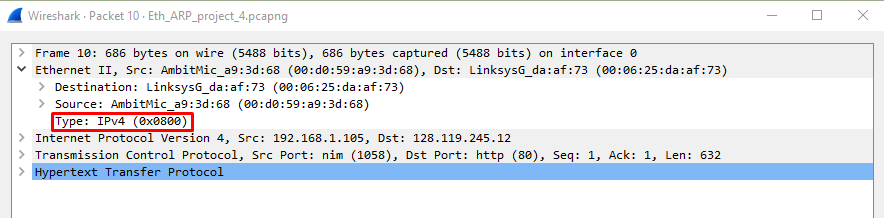 Wireshark · Packet 10 · Eth_ARP_project_4.pcapng
Frame 10: 686 bytes on wire (5488 bits), 686 bytes captured (5488 bits) on interface 0
Ethernet II, Src: AmbitMic_a9:3d:68 (00:d0:59:a9:3d:68), Dst: LinksysG_da:af:73 (00:06:25:da:af:73)
Destination: LinksysG_da:af:73 (00:06:25:da:af:73)
Source: AmbitMic_a9:3d:68 (00:d0:59:a9:3d:68)
Type: IPv4 (0x0800)
Internet Protocol Version 4, Src: 192.168.1.105, Dst: 128.119.245.12
Transmission Control Protocol, Src Port: nim (1058), Dst Port: http (80), Seq: 1, Ack: 1, Len: 632
Hypertext Transfer Protocol